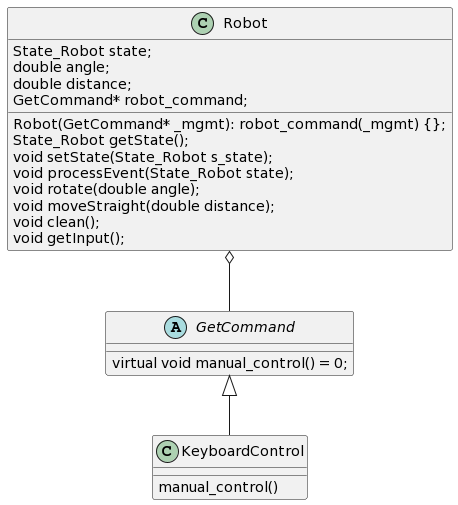 C Robot
State_Robot state;
double angle;
double distance;
GetCommand* robot_command;
Robot(GetCommand* _mgmt): robot_command(_mgmt) {};
State_Robot getState();
void setState(State_Robot s_state);
void processEvent(State_Robot state);
void rotate(double angle);
void moveStraight(double distance);
void clean();
void getInput();
A GetCommand
virtual void manual_control() = 0;
C KeyboardControl
manual_control()